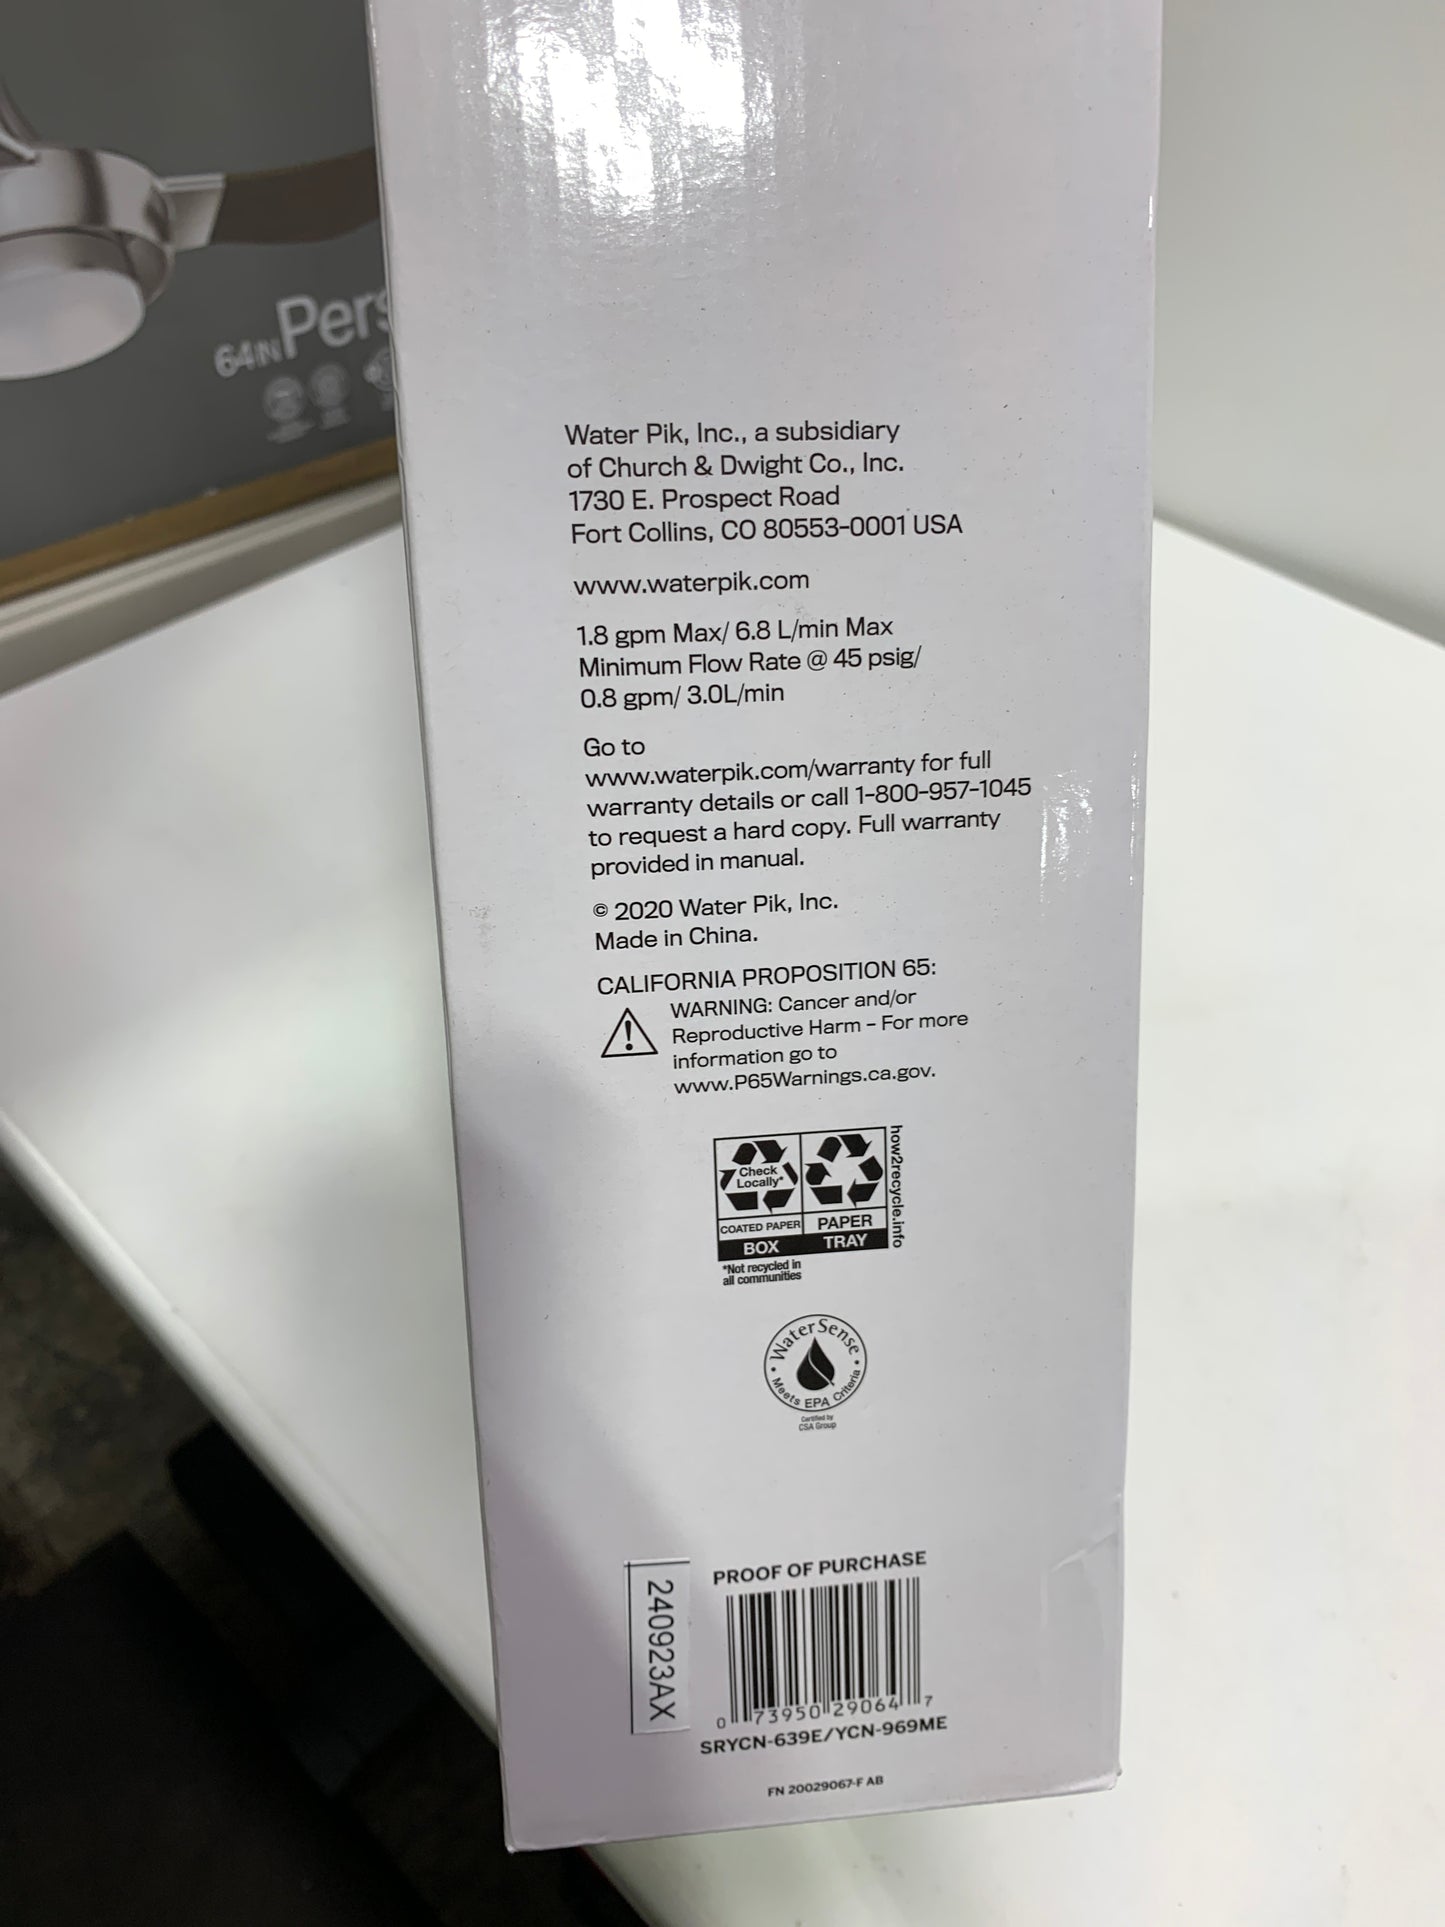 64IN Pers
Water Pik, Inc., a subsidiary
of Church & Dwight Co., Inc.
1730 E. Prospect Road
Fort Collins, CO 80553-0001 USA
www.waterpik.com
1.8 gpm Max/ 6.8 L/min Max
Minimum Flow Rate @ 45 psig/
0.8 gpm/ 3.0L/min
Go to
www.waterpik.com/warranty for full
warranty details or call 1-800-957-1045
to request a hard copy. Full warranty
provided in manual.
© 2020 Water Pik, Inc.
Made in China.
CALIFORNIA PROPOSITION 65:
WARNING: Cancer and/or
Reproductive Harm - For more
information go to
www.P65Warnings.ca.gov.
Check
Locally*
COATED PAPER
BOX
PAPER
TRAY
how2recycle.info
*Not recycled in
all communities
WaterSense
Meets EPA Criteria
Certified by
CSA Group
240923AX
PROOF OF PURCHASE
0 73950 29064 7
SRYCN-639E/YCN-969ME
FN 20029067-F AB